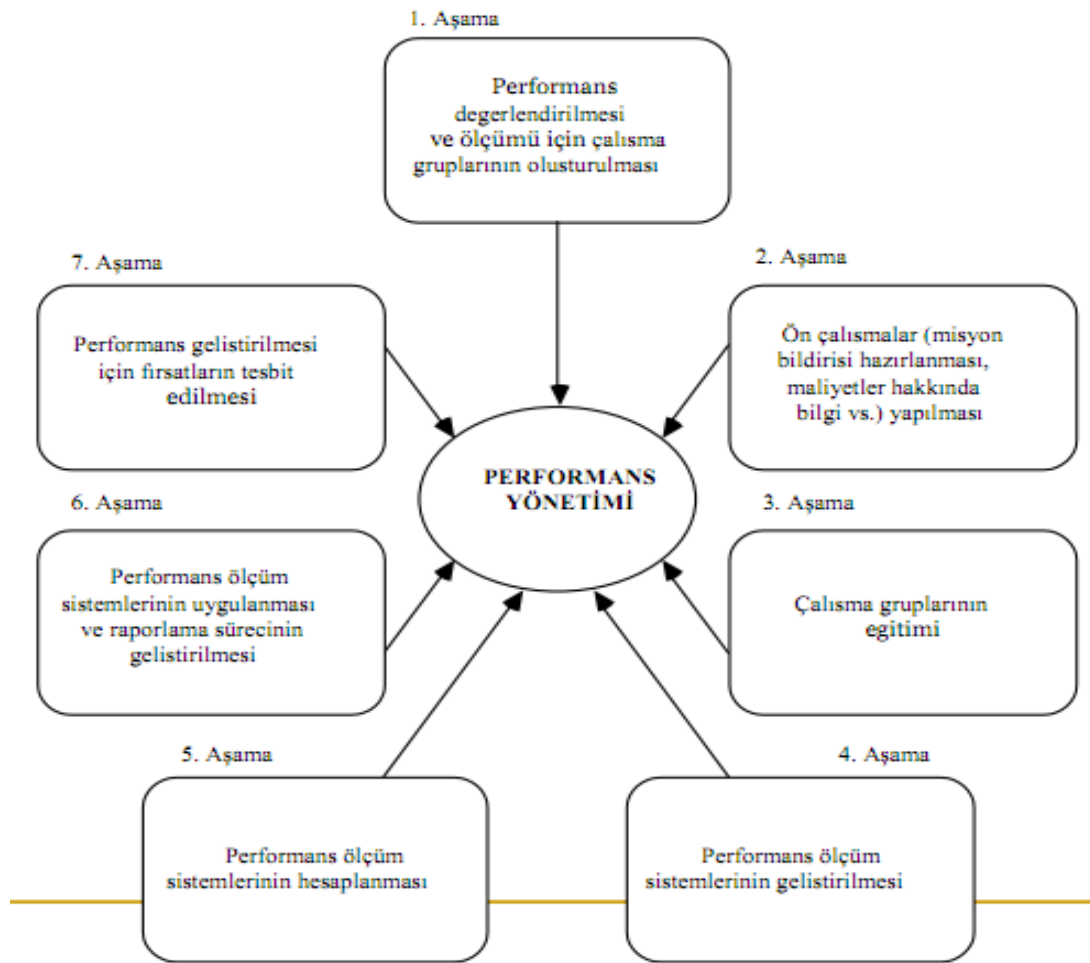 1. Aşama
Performans
degerlendirilmesi
ve ölçümü için çalısma
gruplarının olusturulması
2. Aşama
Ön çalısmalar (misyon
bildirisi hazırlanması,
maliyetler hakkında
bilgi vs.) yapılması
3. Aşama
Çalısma gruplarının
egitimi
4. Aşama
Performans ölçüm
sistemlerinin gelistirilmesi
5. Aşama
Performans ölçüm
sistemlerinin hesaplanması
6. Aşama
Performans ölçüm
sistemlerinin uygulanması
ve raporlama sürecinin
gelistirilmesi
7. Aşama
Performans gelistirilmesi
için fırsatların tesbit
edilmesi
PERFORMANS
YÖNETİMİ